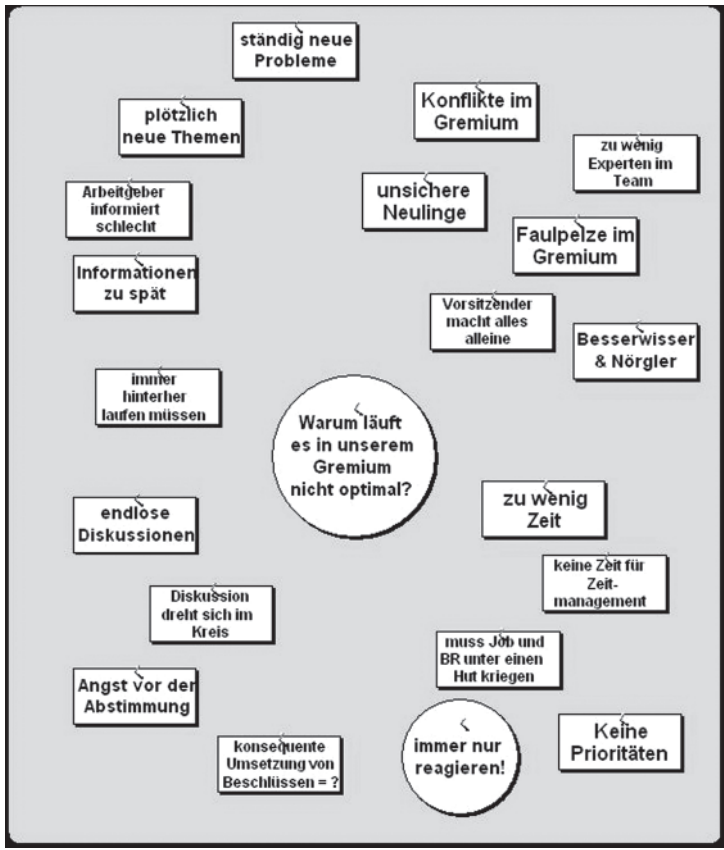 ständig neue
Probleme
Konflikte im
Gremium
plötzlich
neue Themen
zu wenig
Experten im
Team
Arbeitgeber
informiert
schlecht
unsichere
Neulinge
Faulpelze im
Gremium
Informationen
zu spät
Vorsitzender
macht alles
alleine
Besserwisser
& Nörgler
immer
hinterher
laufen müssen
Warum läuft
es in unserem
Gremium
nicht optimal?
zu wenig
Zeit
endlose
Diskussionen
keine Zeit für
Zeit-
management
Diskussion
dreht sich im
Kreis
muss Job und
BR unter einen
Hut kriegen
Angst vor der
Abstimmung
immer nur
reagieren!
Keine
Prioritäten
konsequente
Umsetzung von
Beschlüssen = ?